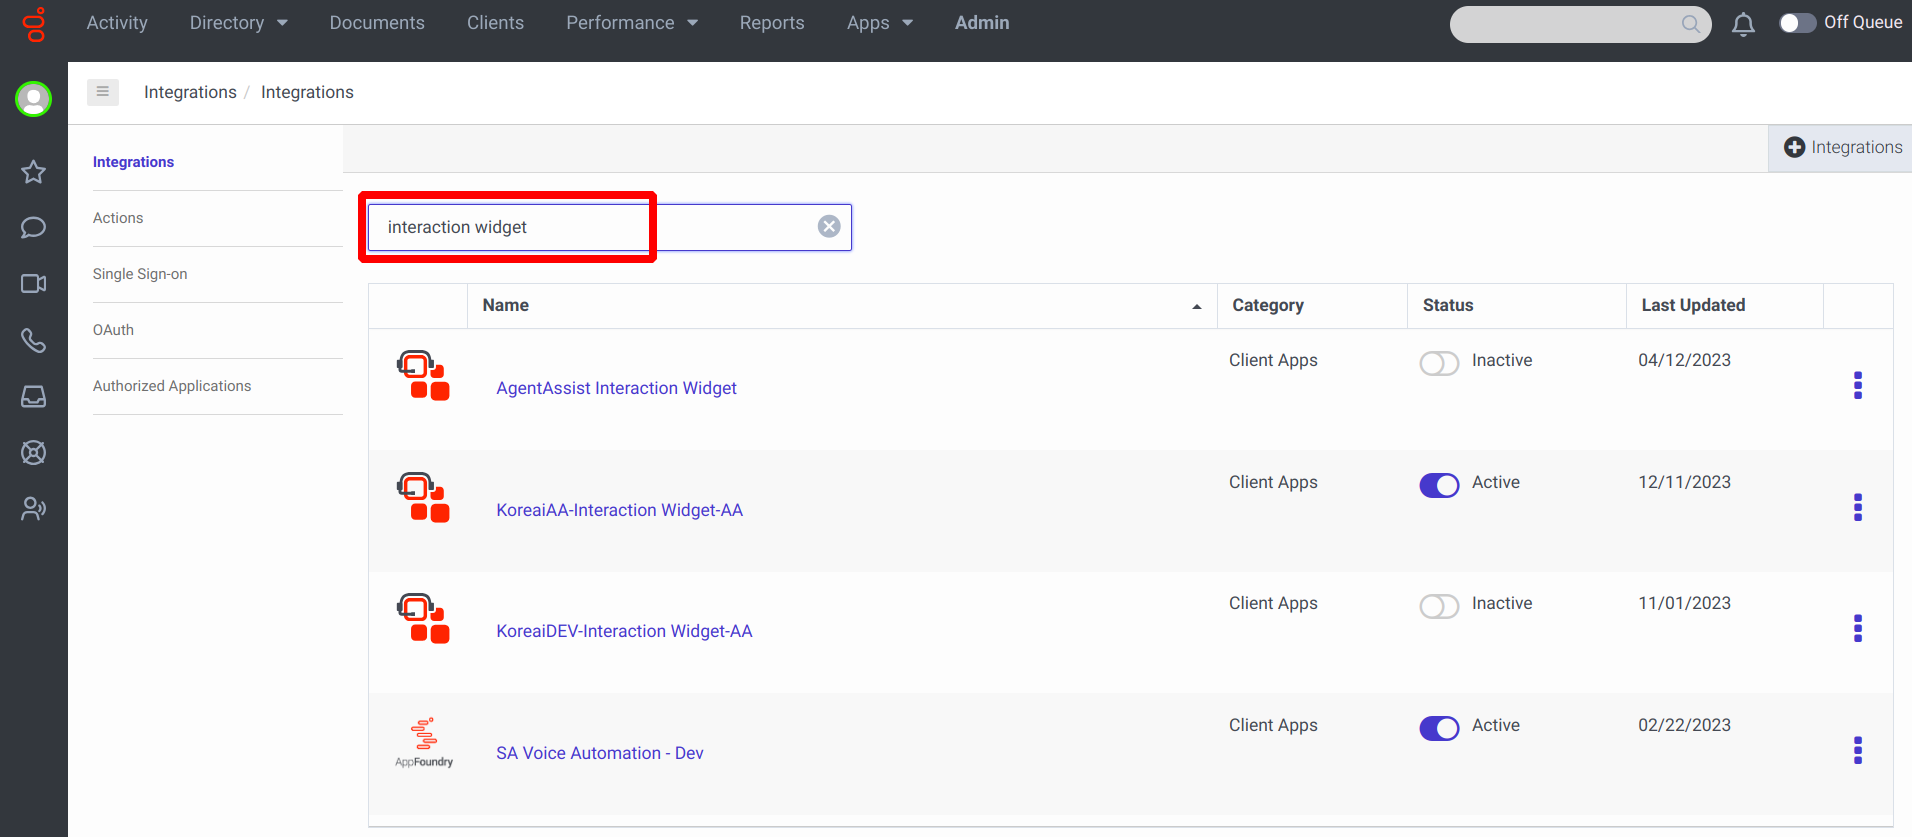 Activity Directory Documents Clients Performance Reports Apps Admin Off Queue
Integrations / Integrations
Integrations
Integrations
Actions
Single Sign-on
OAuth
Authorized Applications
interaction widget
Name Category Status Last Updated
AgentAssist Interaction Widget Client Apps Inactive 04/12/2023
KoreaiAA-Interaction Widget-AA Client Apps Active 12/11/2023
KoreaiDEV-Interaction Widget-AA Client Apps Inactive 11/01/2023
AppFoundry SA Voice Automation - Dev Client Apps Active 02/22/2023